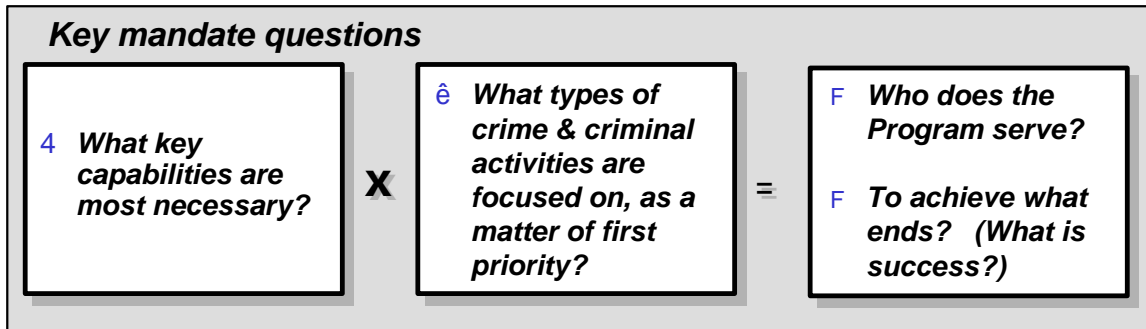 Key mandate questions
4 What key
capabilities are
most necessary?
x
ê What types of
crime & criminal
activities are
focused on, as a
matter of first
priority?
=
F Who does the
Program serve?
F To achieve what
ends? (What is
success?)